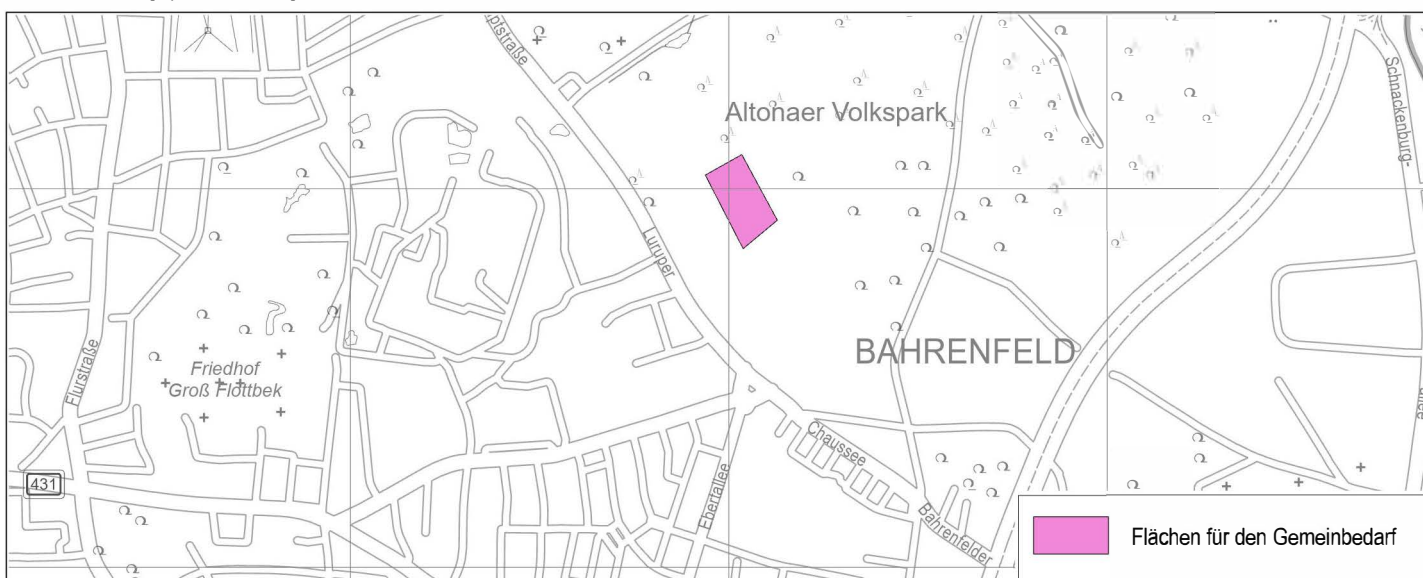 Altonaer Volkspark
Schnackenburg-
Luruper
BAHRENFELD
Flurstraße
Friedhof
Groß Flottbek
431
Ebertallee
Chaussee
Bahrenfelder
Flächen für den Gemeinbedarf